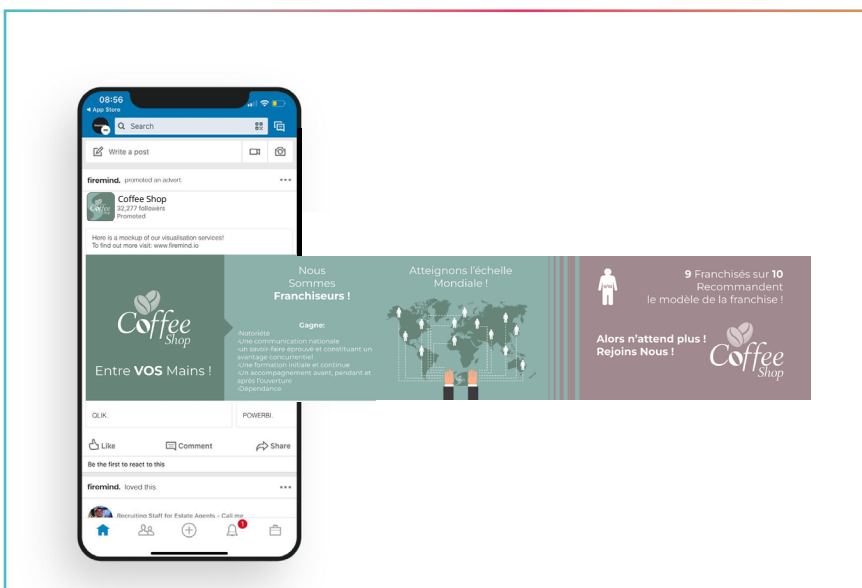 08:56
App Store
Search
Write a post
firemind. promoted an advert.
Coffee Shop
32,277 followers
Promoted
Here is a mockup of our visualisation services!
To find out more visit: www.firemind.io
Coffee
Shop
Entre VOS Mains !
Nous
Sommes
Franchiseurs !
Gagne:
-Notoriété
-Une communication nationale
-un savoir-faire éprouvé et constituant un
avantage concurrentiel
-Une formation initiale et continue
-Un accompagnement avant, pendant et
après l'ouverture
-Dépendance
Atteignons l'échelle
Mondiale !
9 Franchisés sur 10
Recommandent
le modèle de la franchise !
Alors n'attend plus !
Rejoins Nous !
Coffee
Shop
QLIK.
POWERBI.
Like
Comment
Share
Be the first to react to this
firemind. loved this
Recruiting Staff for Estate Agents - Call me
1